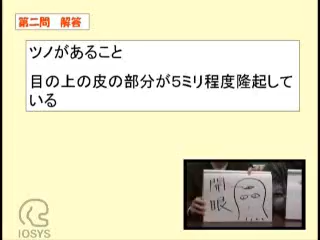 第二問　解答
ツノがあること
目の上の皮の部分が5ミリ程度隆起して
いる
開眼
IOSYS